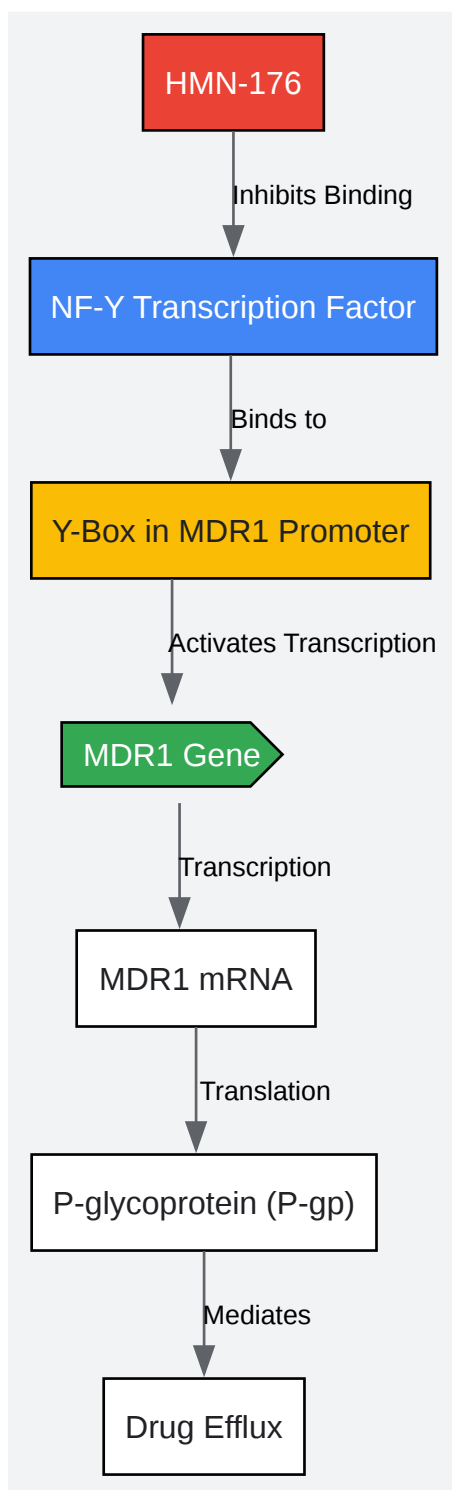 HMN-176
Inhibits Binding
NF-Y Transcription Factor
Binds to
Y-Box in MDR1 Promoter
Activates Transcription
MDR1 Gene
Transcription
MDR1 mRNA
Translation
P-glycoprotein (P-gp)
Mediates
Drug Efflux